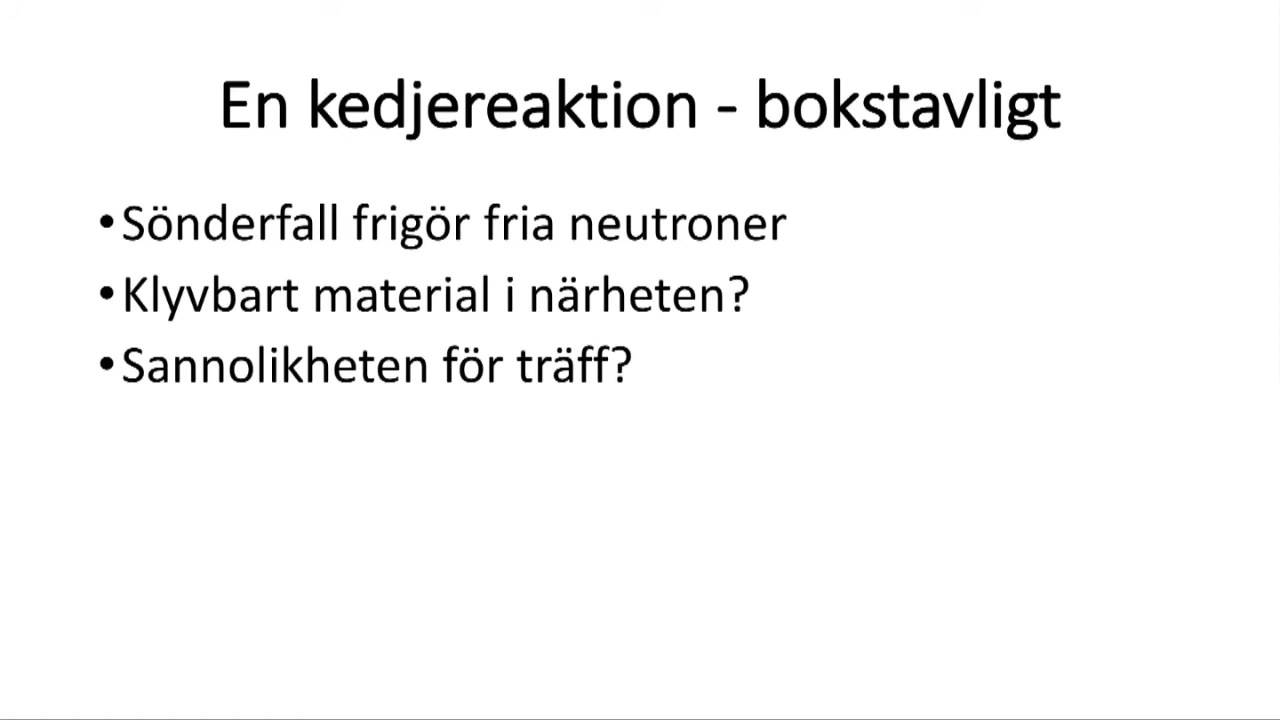 En kedjereaktion - bokstavligt
•Sönderfall frigör fria neutroner
•Klyvbart material i närheten?
•Sannolikheten för träff?